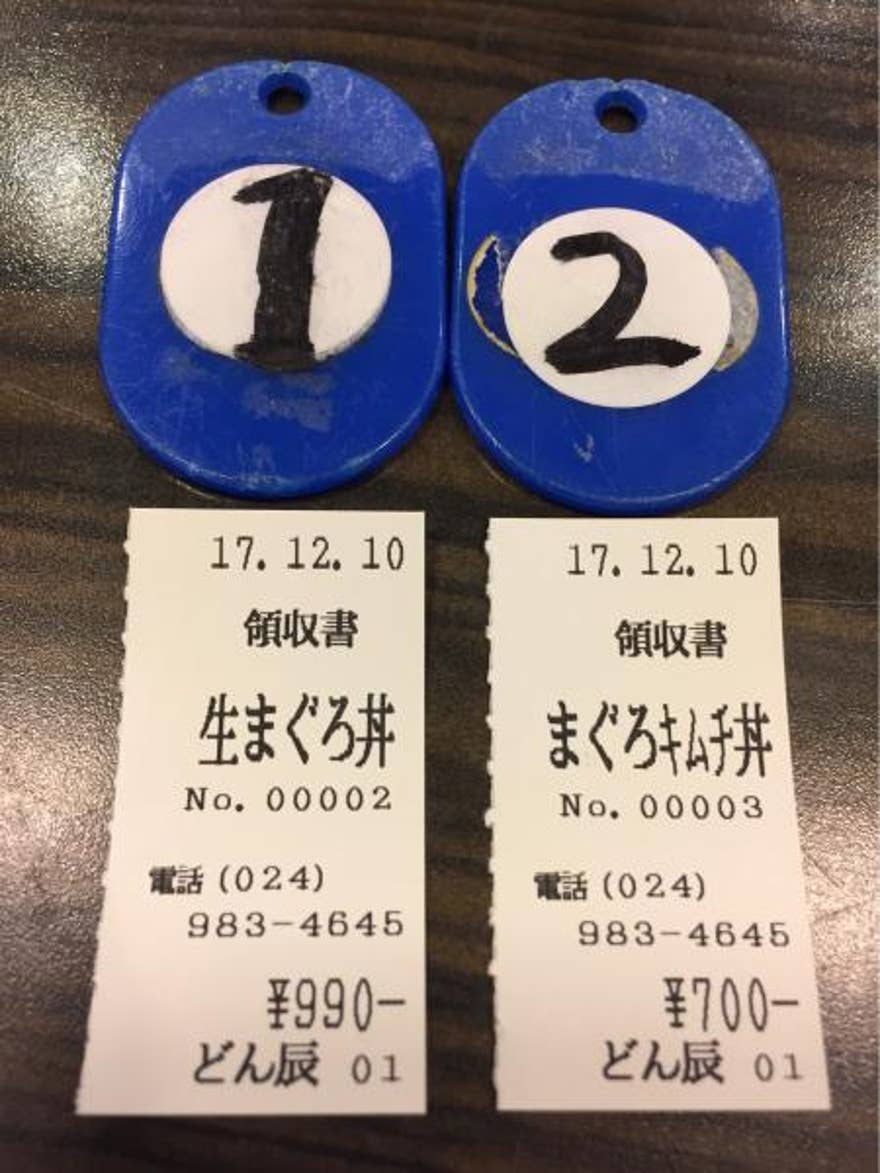 1
2
17.12.10
領収書
生まぐろ丼
No.00002
電話(024)
983-4645
¥990-
どん辰 01
17.12.10
領収書
まぐろキムチ丼
No.00003
電話(024)
983-4645
¥700-
どん辰 01